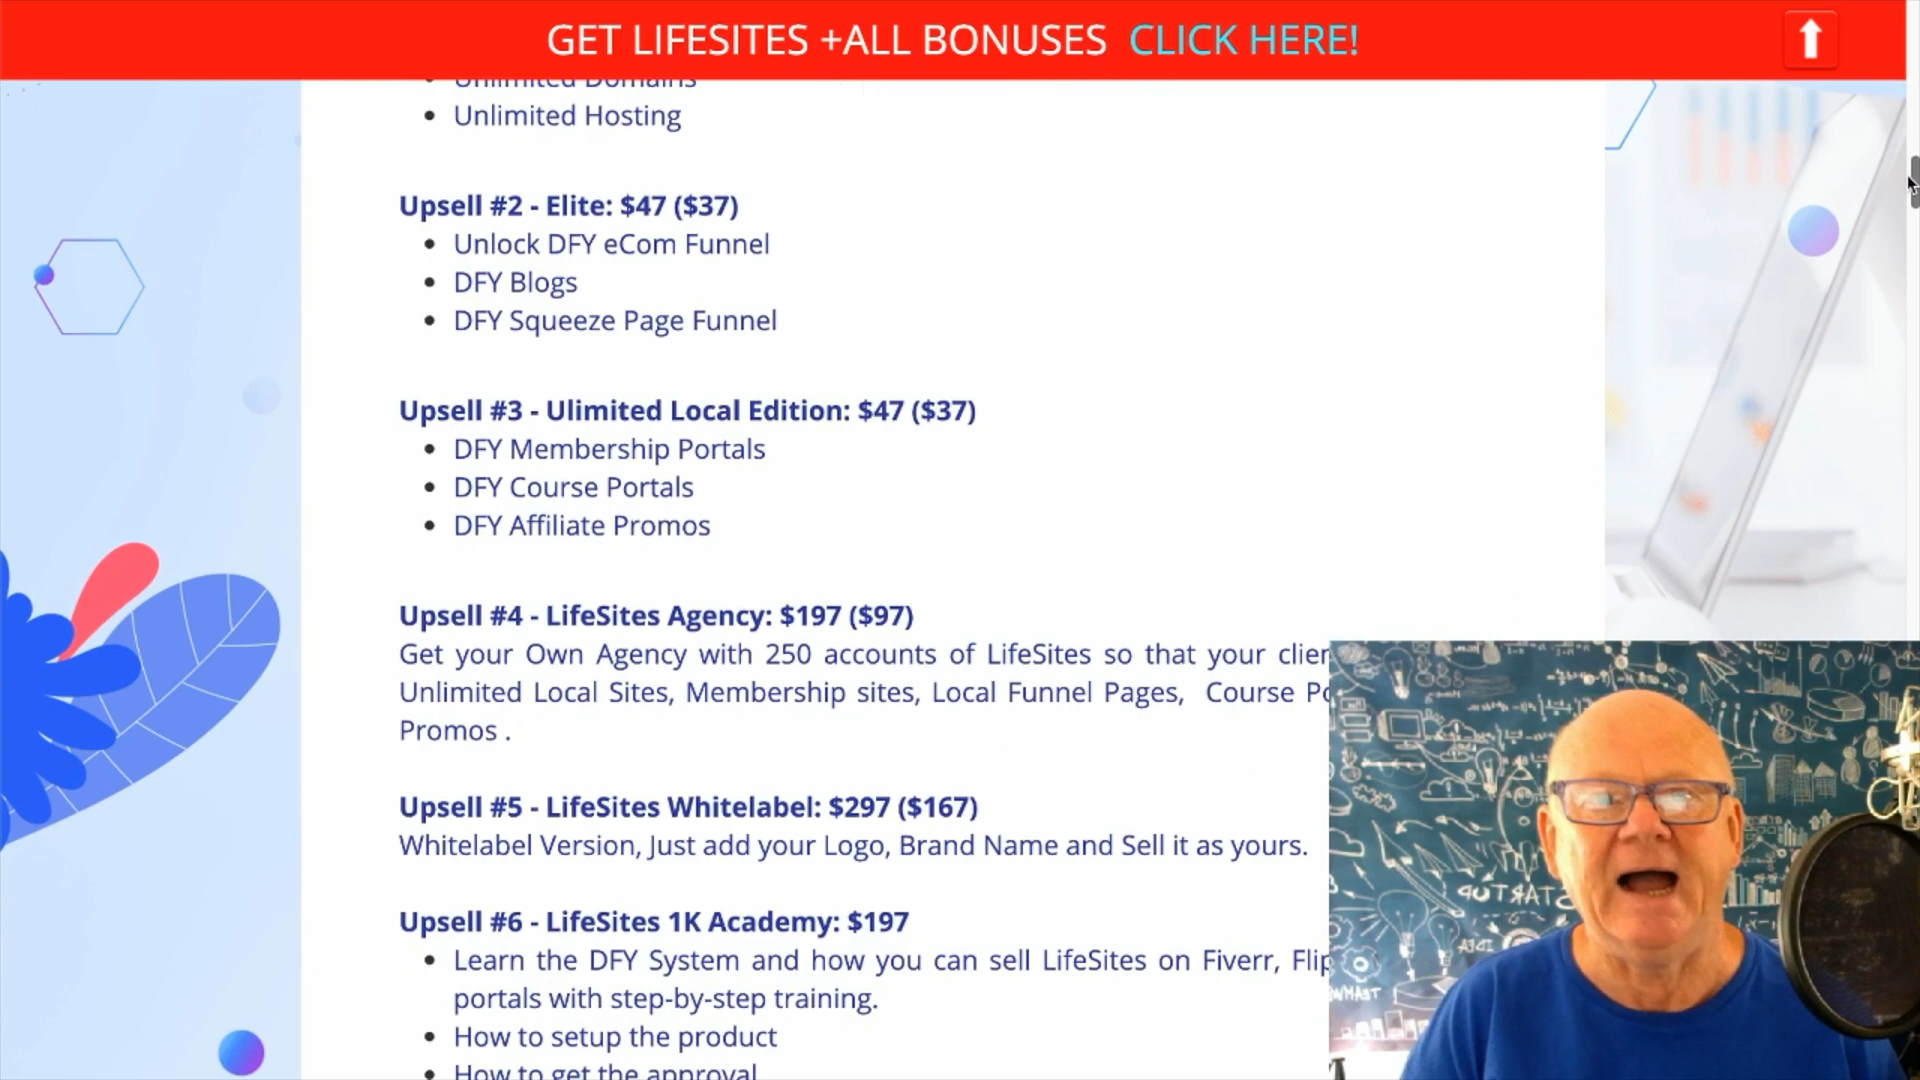 GET LIFESITES +ALL BONUSES CLICK HERE!
Unlimited Domains
Unlimited Hosting
Upsell #2 - Elite: $47 ($37)
Unlock DFY eCom Funnel
DFY Blogs
DFY Squeeze Page Funnel
Upsell #3 - Ulimited Local Edition: $47 ($37)
DFY Membership Portals
DFY Course Portals
DFY Affiliate Promos
Upsell #4 - LifeSites Agency: $197 ($97)
Get your Own Agency with 250 accounts of LifeSites so that your
Unlimited Local Sites, Membership sites, Local Funnel Pages, Course
Promos .
Upsell #5 - LifeSites Whitelabel: $297 ($167)
Whitelabel Version, Just add your Logo, Brand Name and Sell it as yours.
Upsell #6 - LifeSites 1K Academy: $197
Learn the DFY System and how you can sell LifeSites on Fiverr,
portals with step-by-step training.
How to setup the product
How to get the approval
STARTUP
IDEA
TEAMWORK